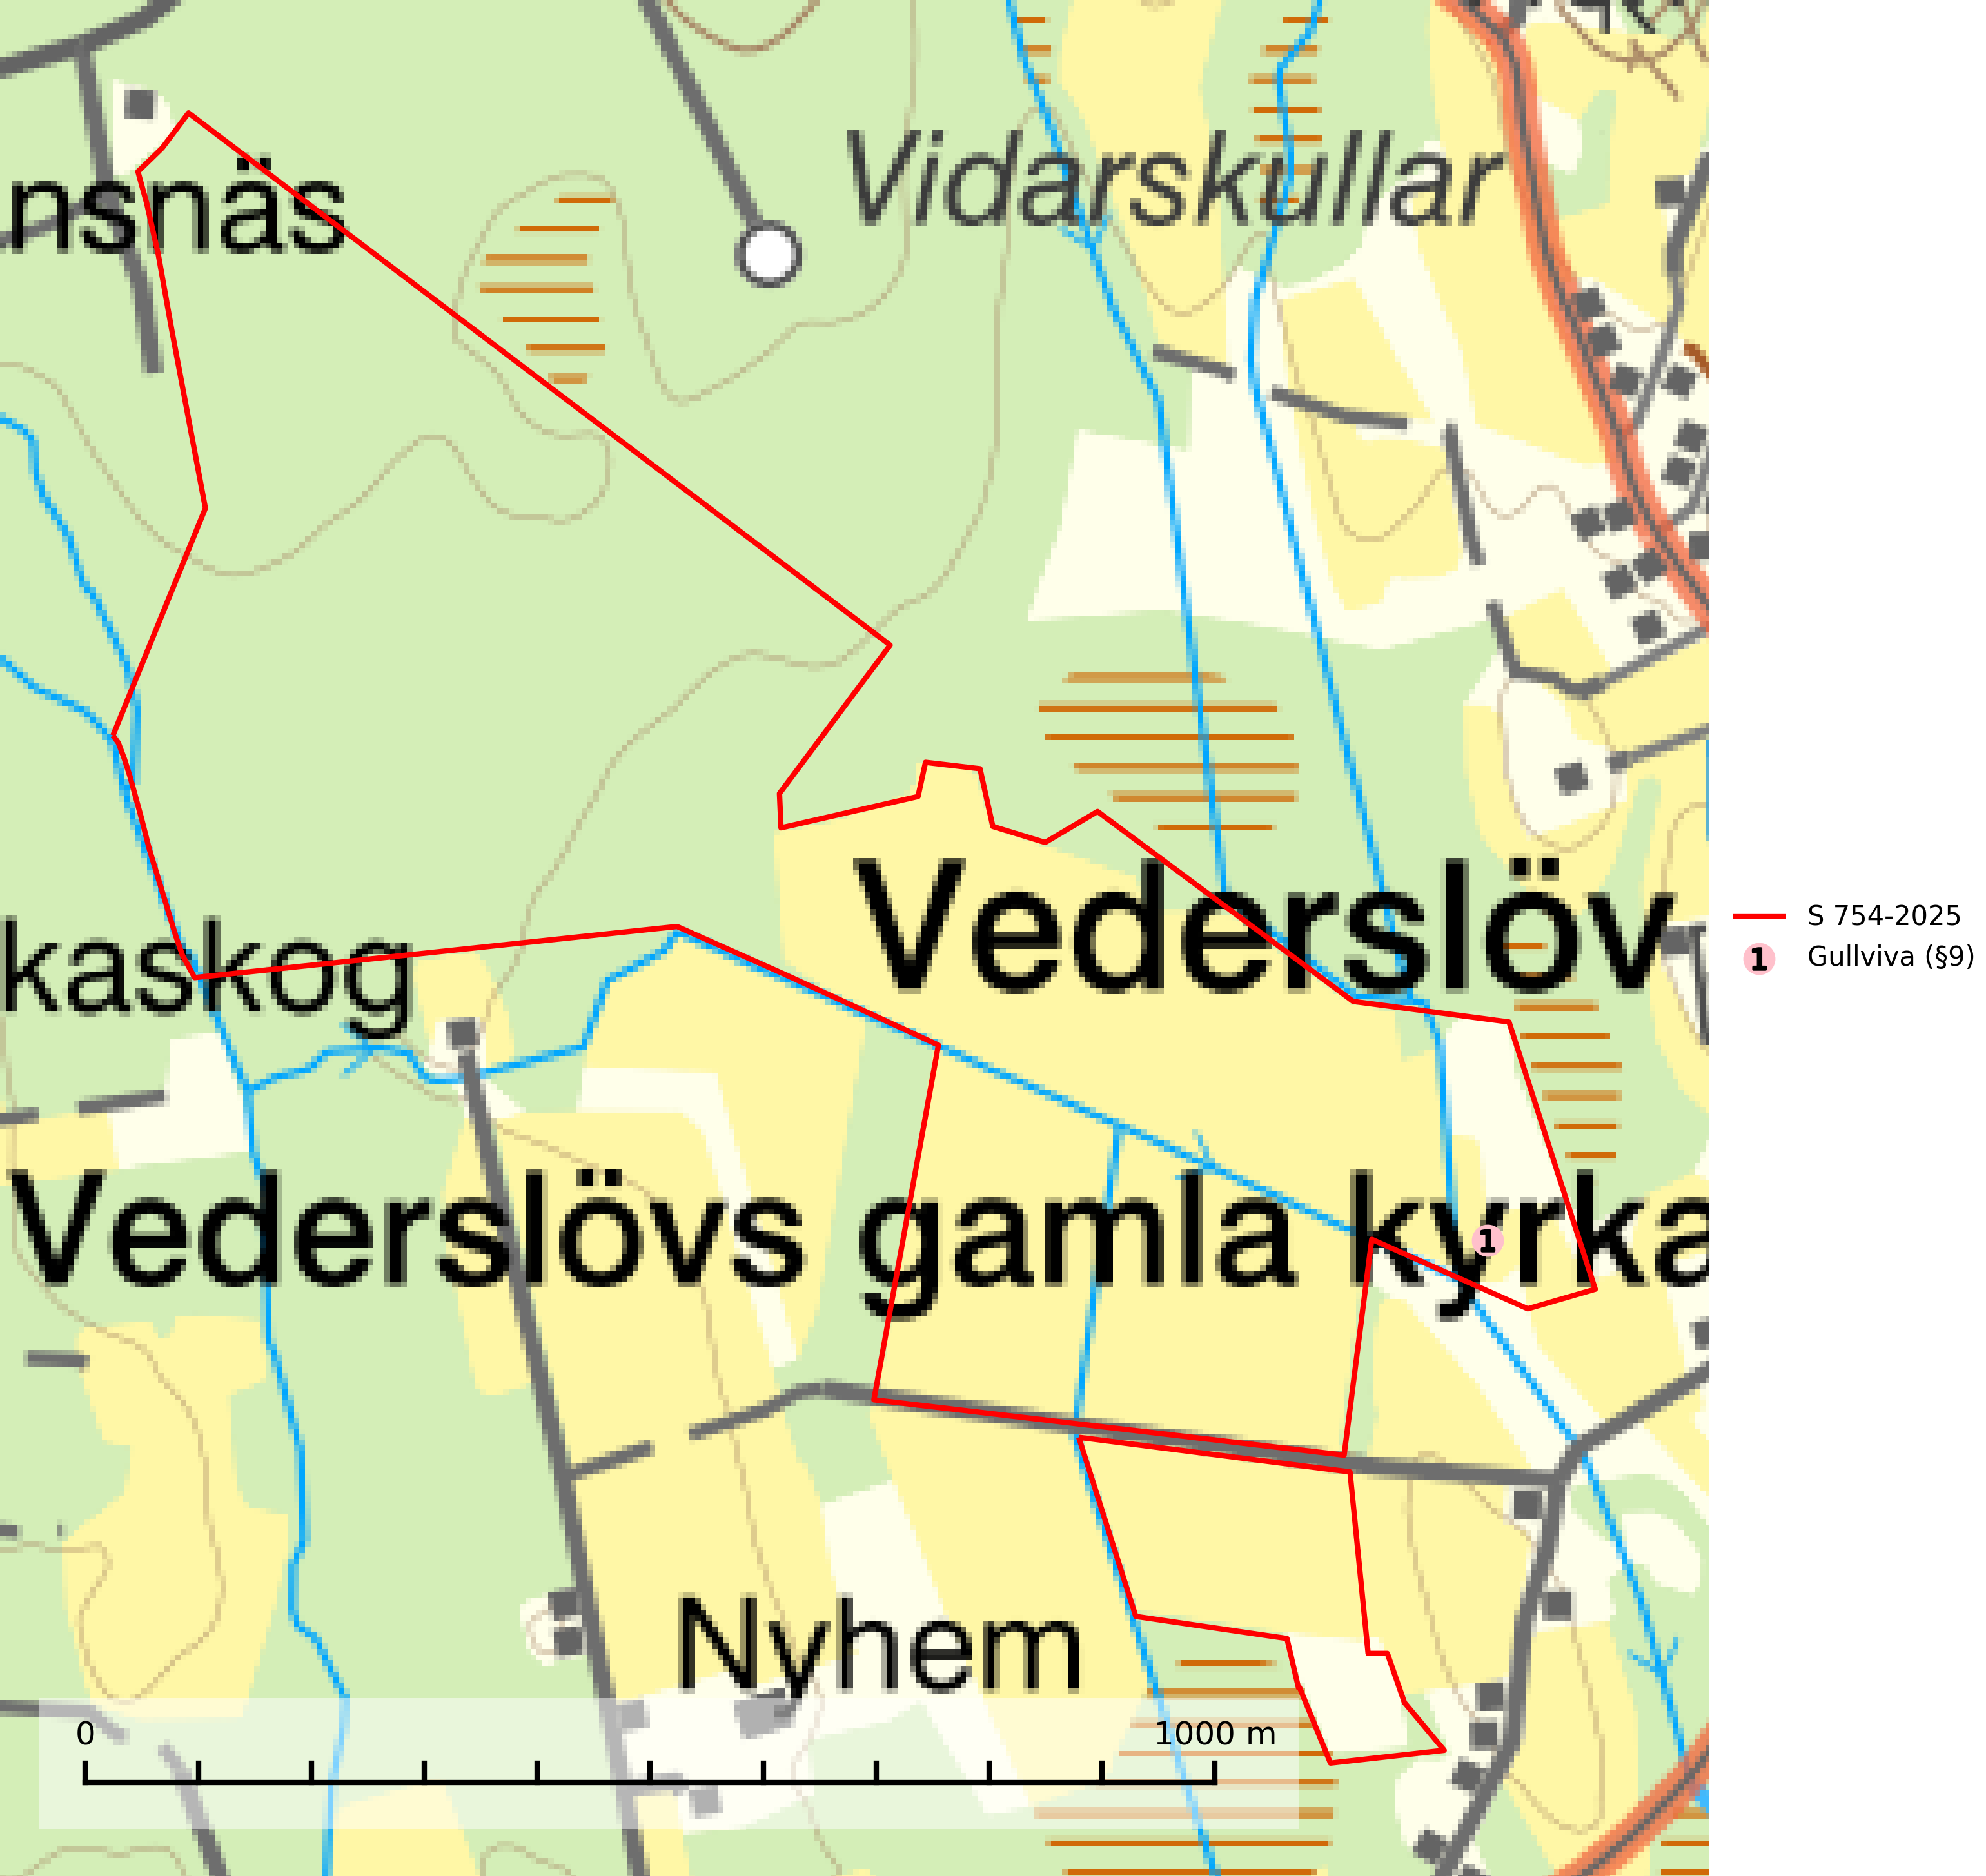 nsnäs
Vidarskullar
Vederslöv
kaskog
Vederslövs gamla kyrka
1
Nyhem
0
1000 m
S 754-2025
1 Gullviva (§9)